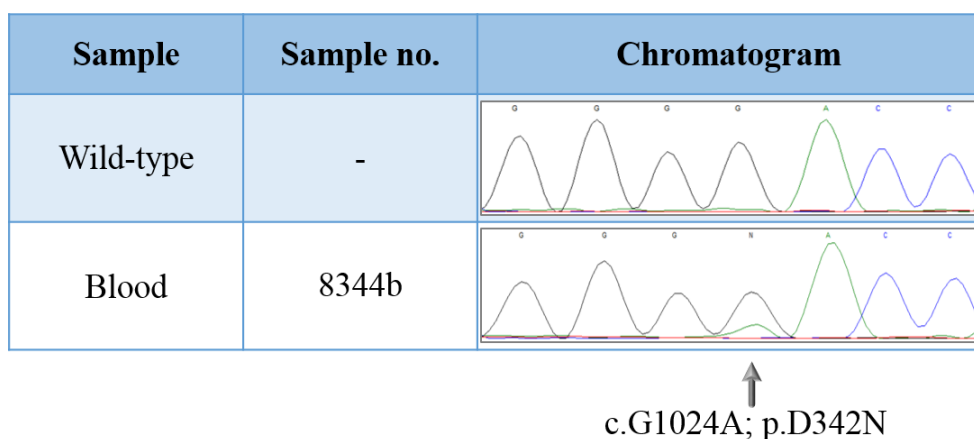 Sample Sample no. Chromatogram
G G G G A C C
Wild-type -
G G G N A C C
Blood 8344b
c.G1024A; p.D342N